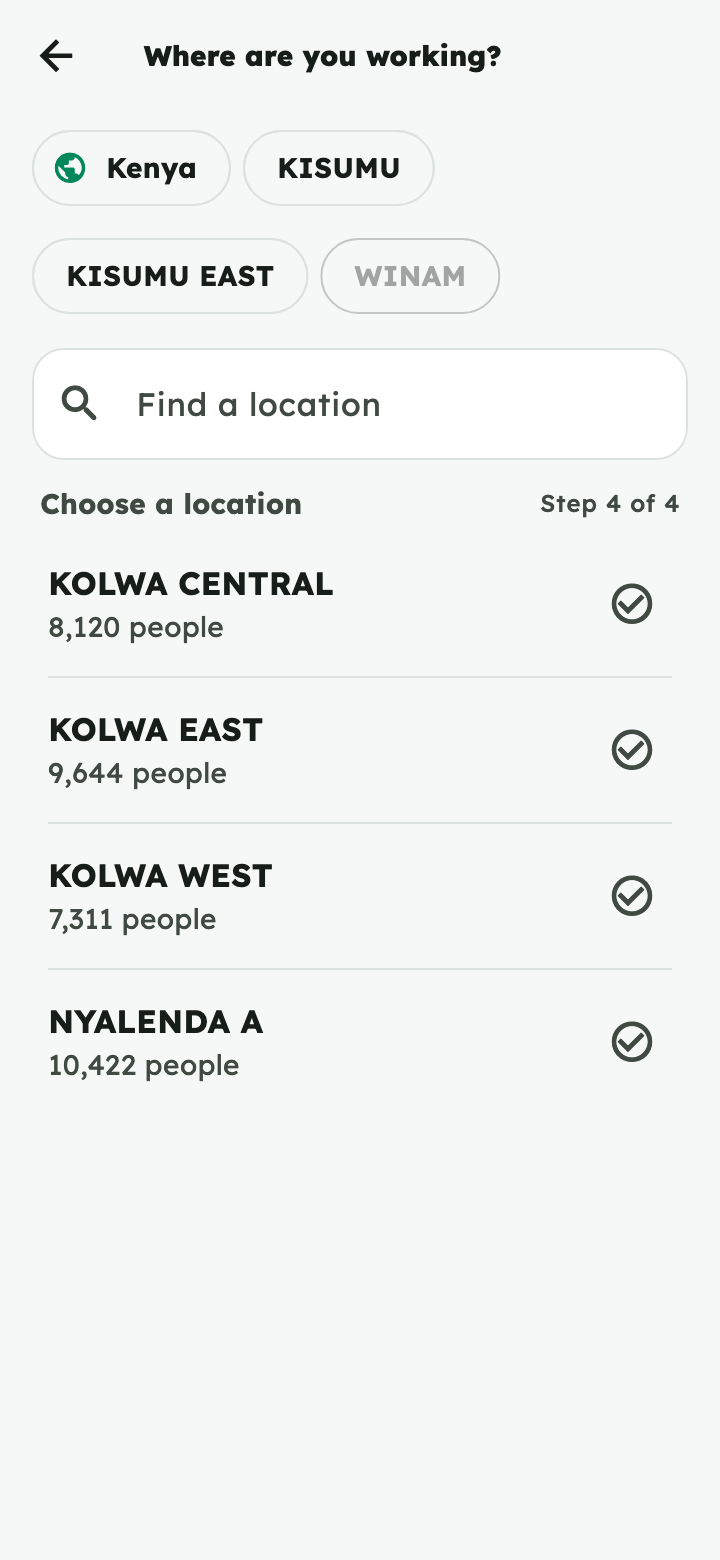 Where are you working?
Kenya
KISUMU
KISUMU EAST
WINAM
Find a location
Choose a location
Step 4 of 4
KOLWA CENTRAL
8,120 people
KOLWA EAST
9,644 people
KOLWA WEST
7,311 people
NYALENDA A
10,422 people